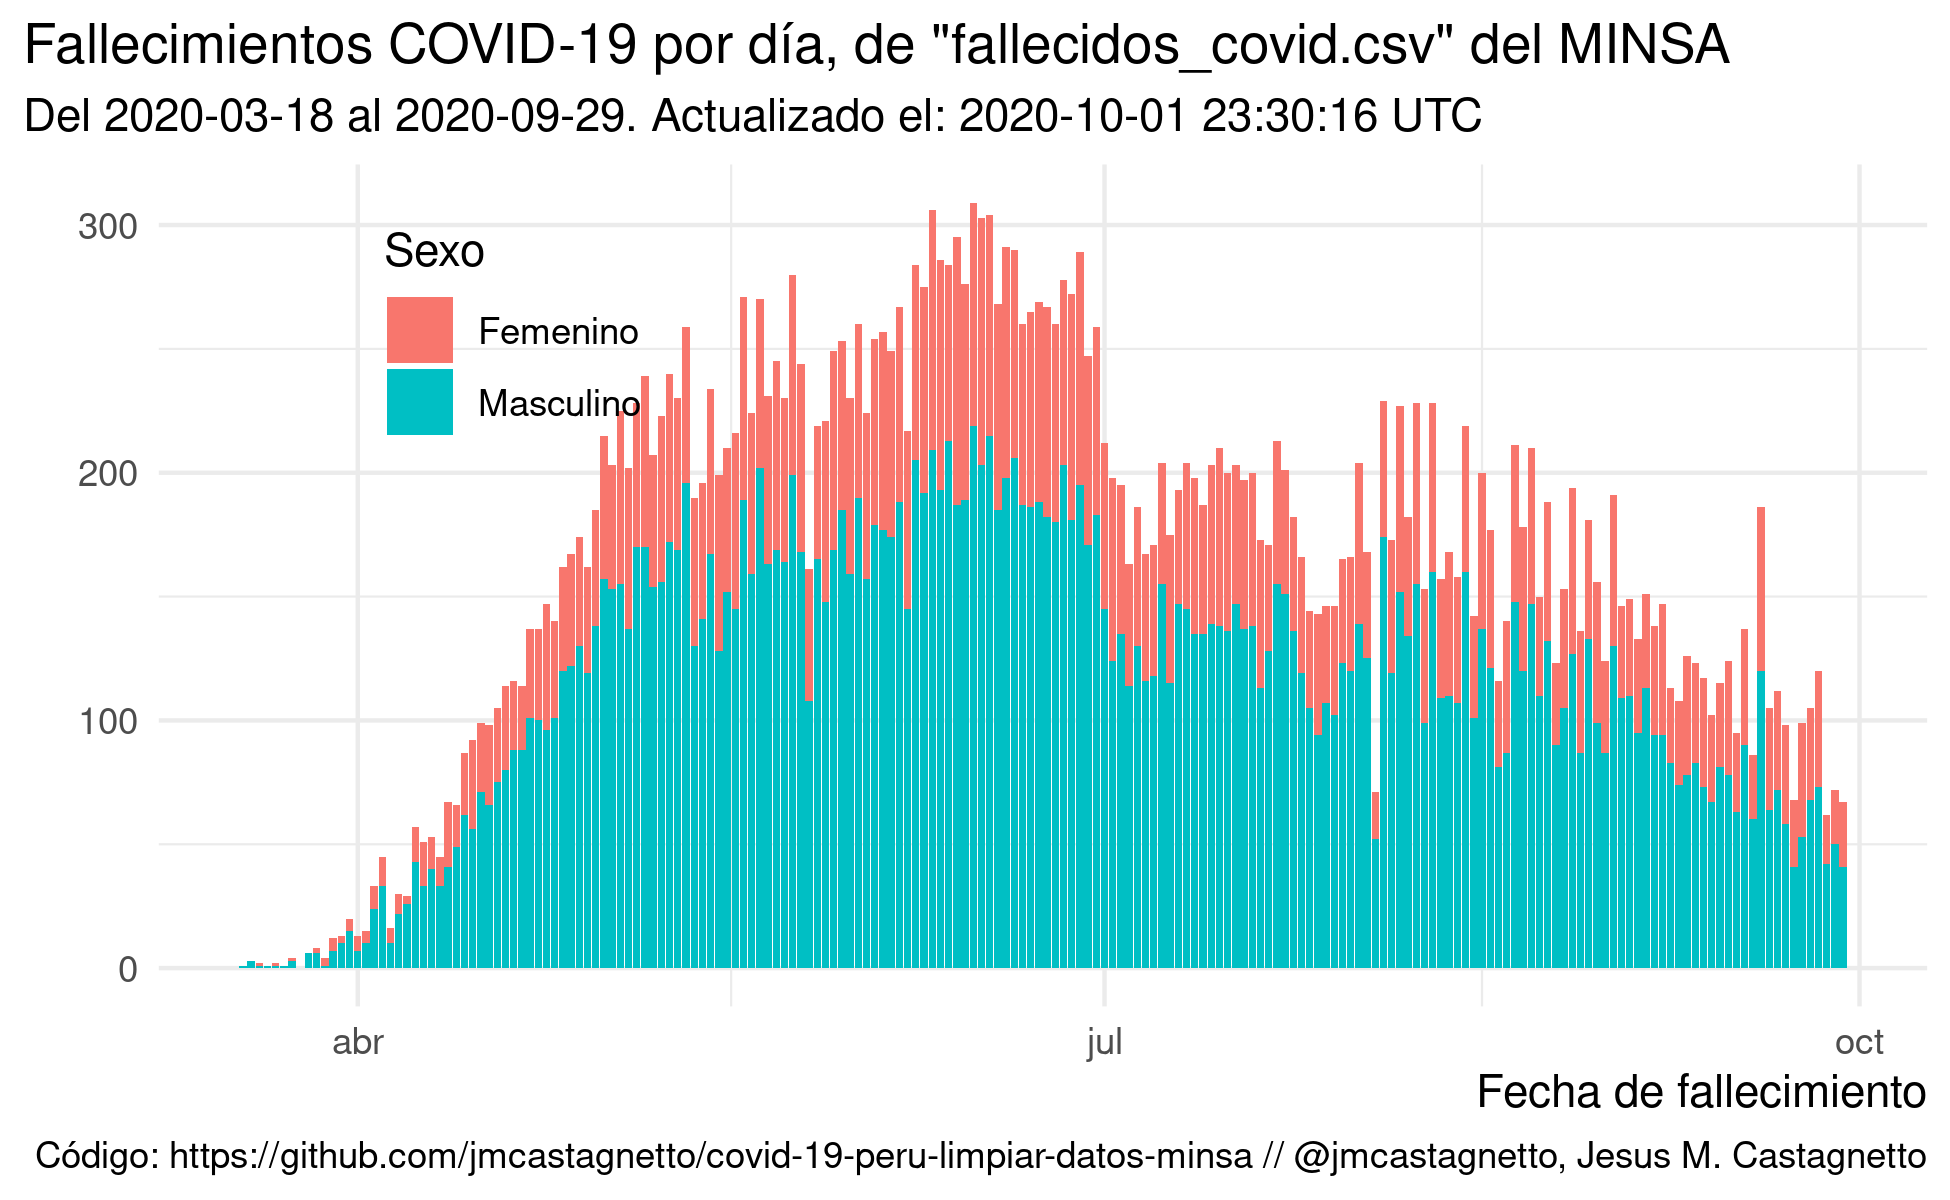 Fallecimientos COVID-19 por día, de "fallecidos_covid.csv" del MINSA
Del 2020-03-18 al 2020-09-29. Actualizado el: 2020-10-01 23:30:16 UTC
300
200
100
0
Sexo
Femenino
Masculino
abr jul oct
Fecha de fallecimiento
Código: https://github.com/jmcastagnetto/covid-19-peru-limpiar-datos-minsa // @jmcastagnetto, Jesus M. Castagnetto